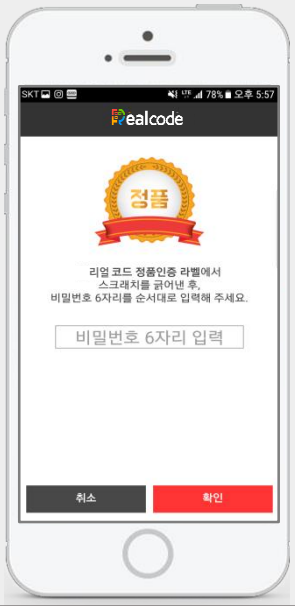 SKT LTE 78% 오후 5:57
Realcode
정품
리얼 코드 정품인증 라벨에서
스크래치를 긁어낸 후,
비밀번호 6자리를 순서대로 입력해 주세요.
비밀번호 6자리 입력
취소 확인